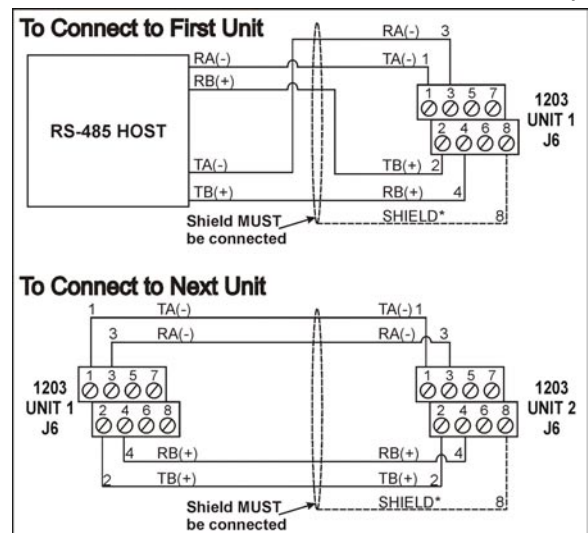 To Connect to First Unit
RA(-) 3
RA(-) TA(-) 1
RB(+)
1 3 5 7
1203
UNIT 1
J6
2 4 6 8
RS-485 HOST
TA(-) TB(+) 2
TB(+) RB(+) 4
SHIELD* 8
Shield MUST
be connected
To Connect to Next Unit
1 TA(-) TA(-) 1
3 RA(-) RA(-) 3
1 3 5 7
1203
UNIT 1
J6
2 4 6 8
1 3 5 7
1203
UNIT 2
J6
2 4 6 8
4 RB(+) RB(+) 4
2 TB(+) TB(+) 2
SHIELD* 8
Shield MUST
be connected